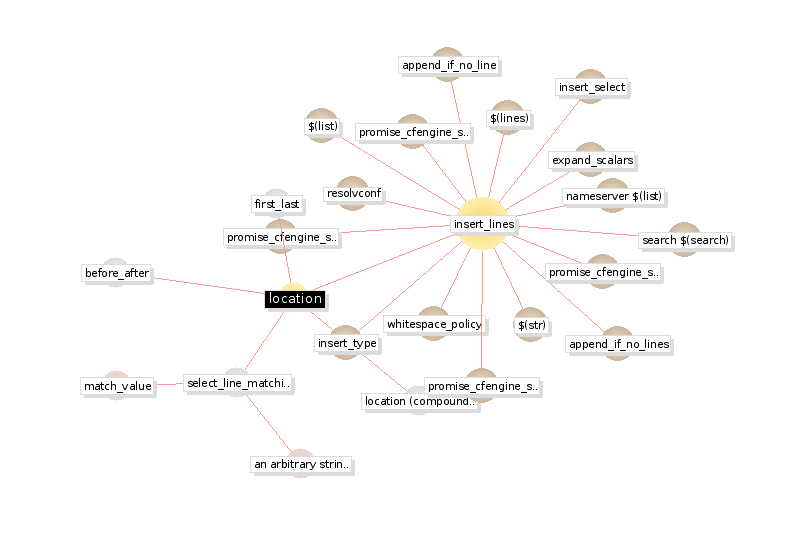 append_if_no_line
insert_select
$(lines)
$(list)
promise_cfengine_s..
expand_scalars
resolvconf
nameserver $(list)
first_last
insert_lines
promise_cfengine_s..
search $(search)
before_after
promise_cfengine_s..
location
whitespace_policy
$(str)
insert_type
append_if_no_lines
match_value
select_line_matchi..
promise_cfengine_s..
location (compound..
an arbitrary strin..